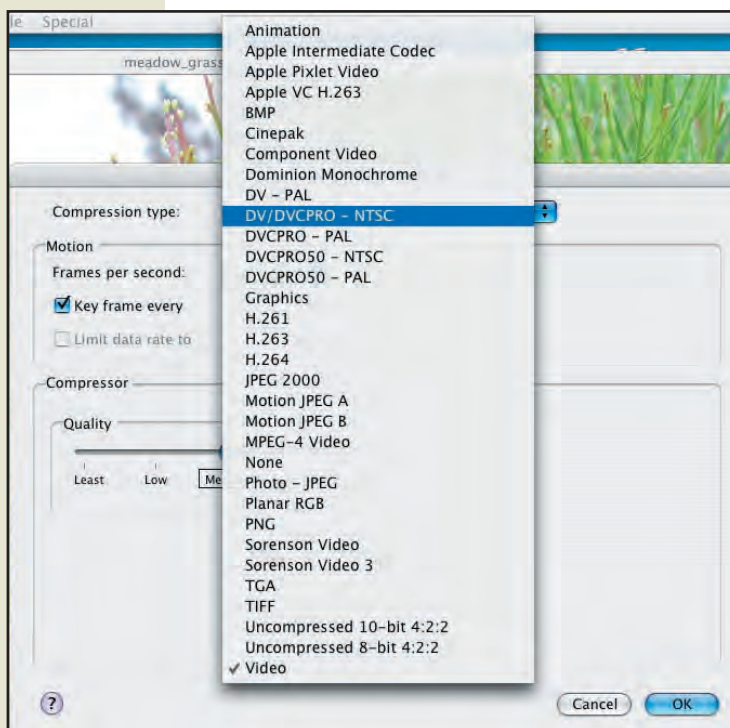 Special
meadow_grass
Animation
Apple Intermediate Codec
Apple Pixlet Video
Apple VC H.263
BMP
Cinepak
Component Video
Dominion Monochrome
DV – PAL
DV/DVCPRO – NTSC
DVCPRO – PAL
DVCPRO50 – NTSC
DVCPRO50 – PAL
Graphics
H.261
H.263
H.264
JPEG 2000
Motion JPEG A
Motion JPEG B
MPEG-4 Video
None
Photo – JPEG
Planar RGB
PNG
Sorenson Video
Sorenson Video 3
TGA
TIFF
Uncompressed 10-bit 4:2:2
Uncompressed 8-bit 4:2:2
✓ Video
Compression type:
Motion
Frames per second:
Key frame every
Limit data rate to
Compressor
Quality
Least Low
?
Cancel OK